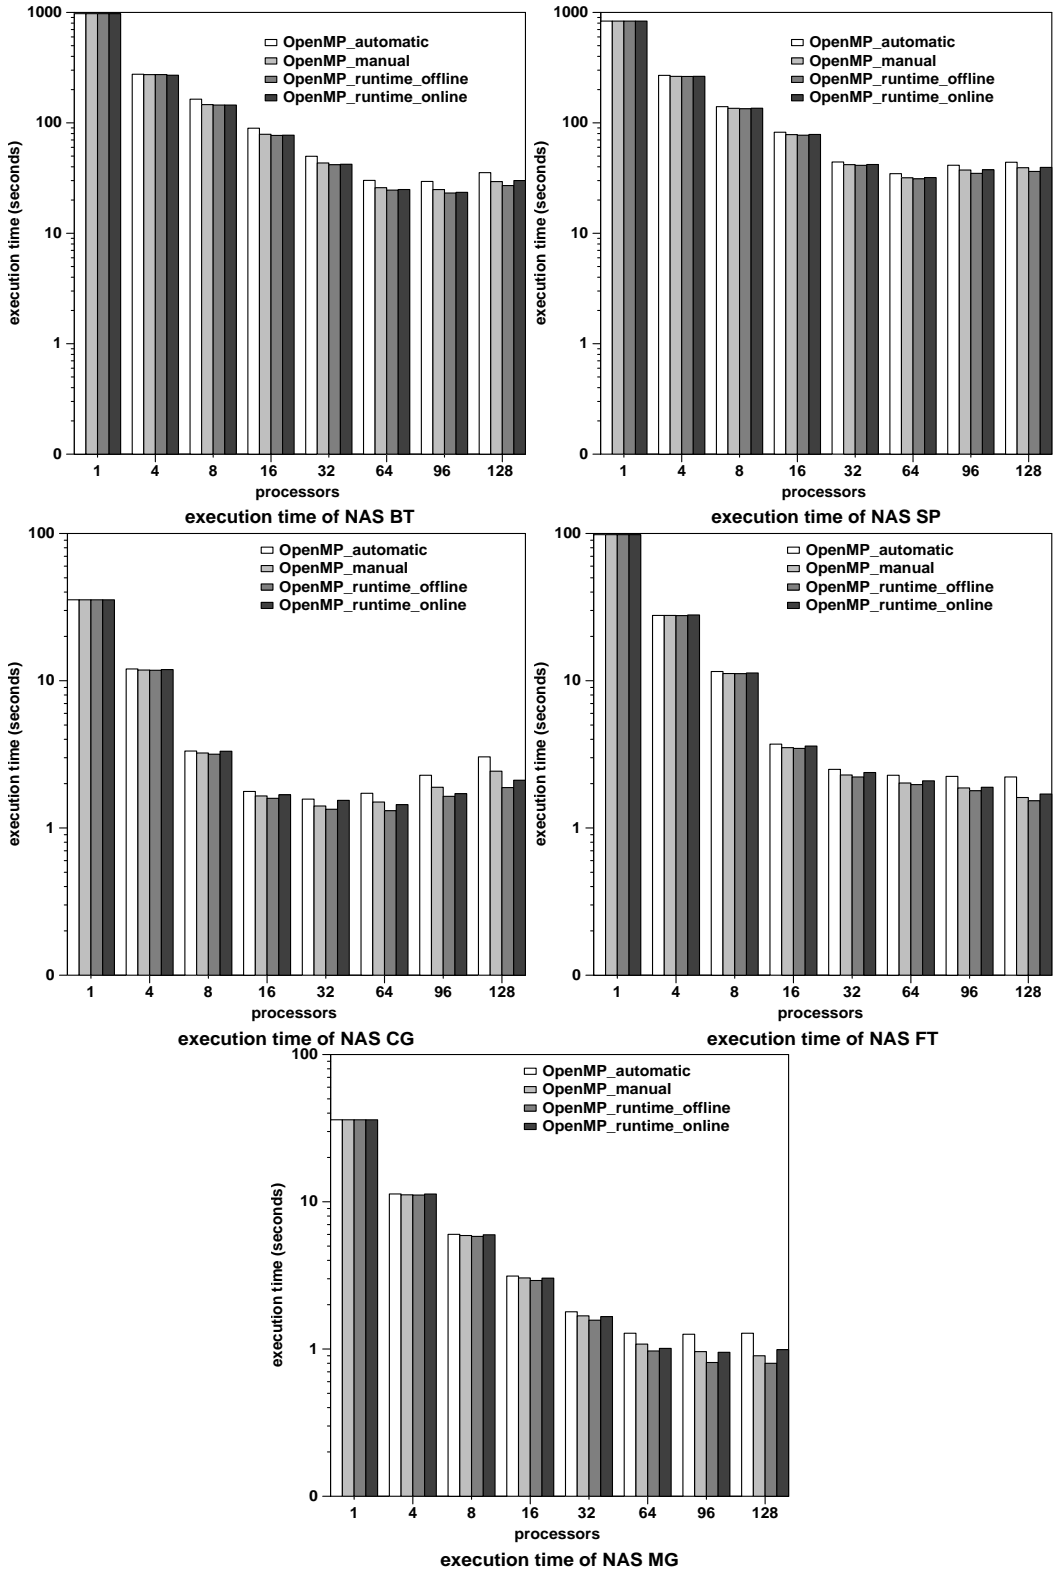 1000
100
10
1
0
execution time (seconds)
OpenMP_automatic
OpenMP_manual
OpenMP_runtime_offline
OpenMP_runtime_online
1 4 8 16 32 64 96 128
processors
execution time of NAS BT
1000
100
10
1
0
execution time (seconds)
OpenMP_automatic
OpenMP_manual
OpenMP_runtime_offline
OpenMP_runtime_online
1 4 8 16 32 64 96 128
processors
execution time of NAS SP
100
10
1
0
execution time (seconds)
OpenMP_automatic
OpenMP_manual
OpenMP_runtime_offline
OpenMP_runtime_online
1 4 8 16 32 64 96 128
processors
execution time of NAS CG
100
10
1
0
execution time (seconds)
OpenMP_automatic
OpenMP_manual
OpenMP_runtime_offline
OpenMP_runtime_online
1 4 8 16 32 64 96 128
processors
execution time of NAS FT
100
10
1
0
execution time (seconds)
OpenMP_automatic
OpenMP_manual
OpenMP_runtime_offline
OpenMP_runtime_online
1 4 8 16 32 64 96 128
processors
execution time of NAS MG